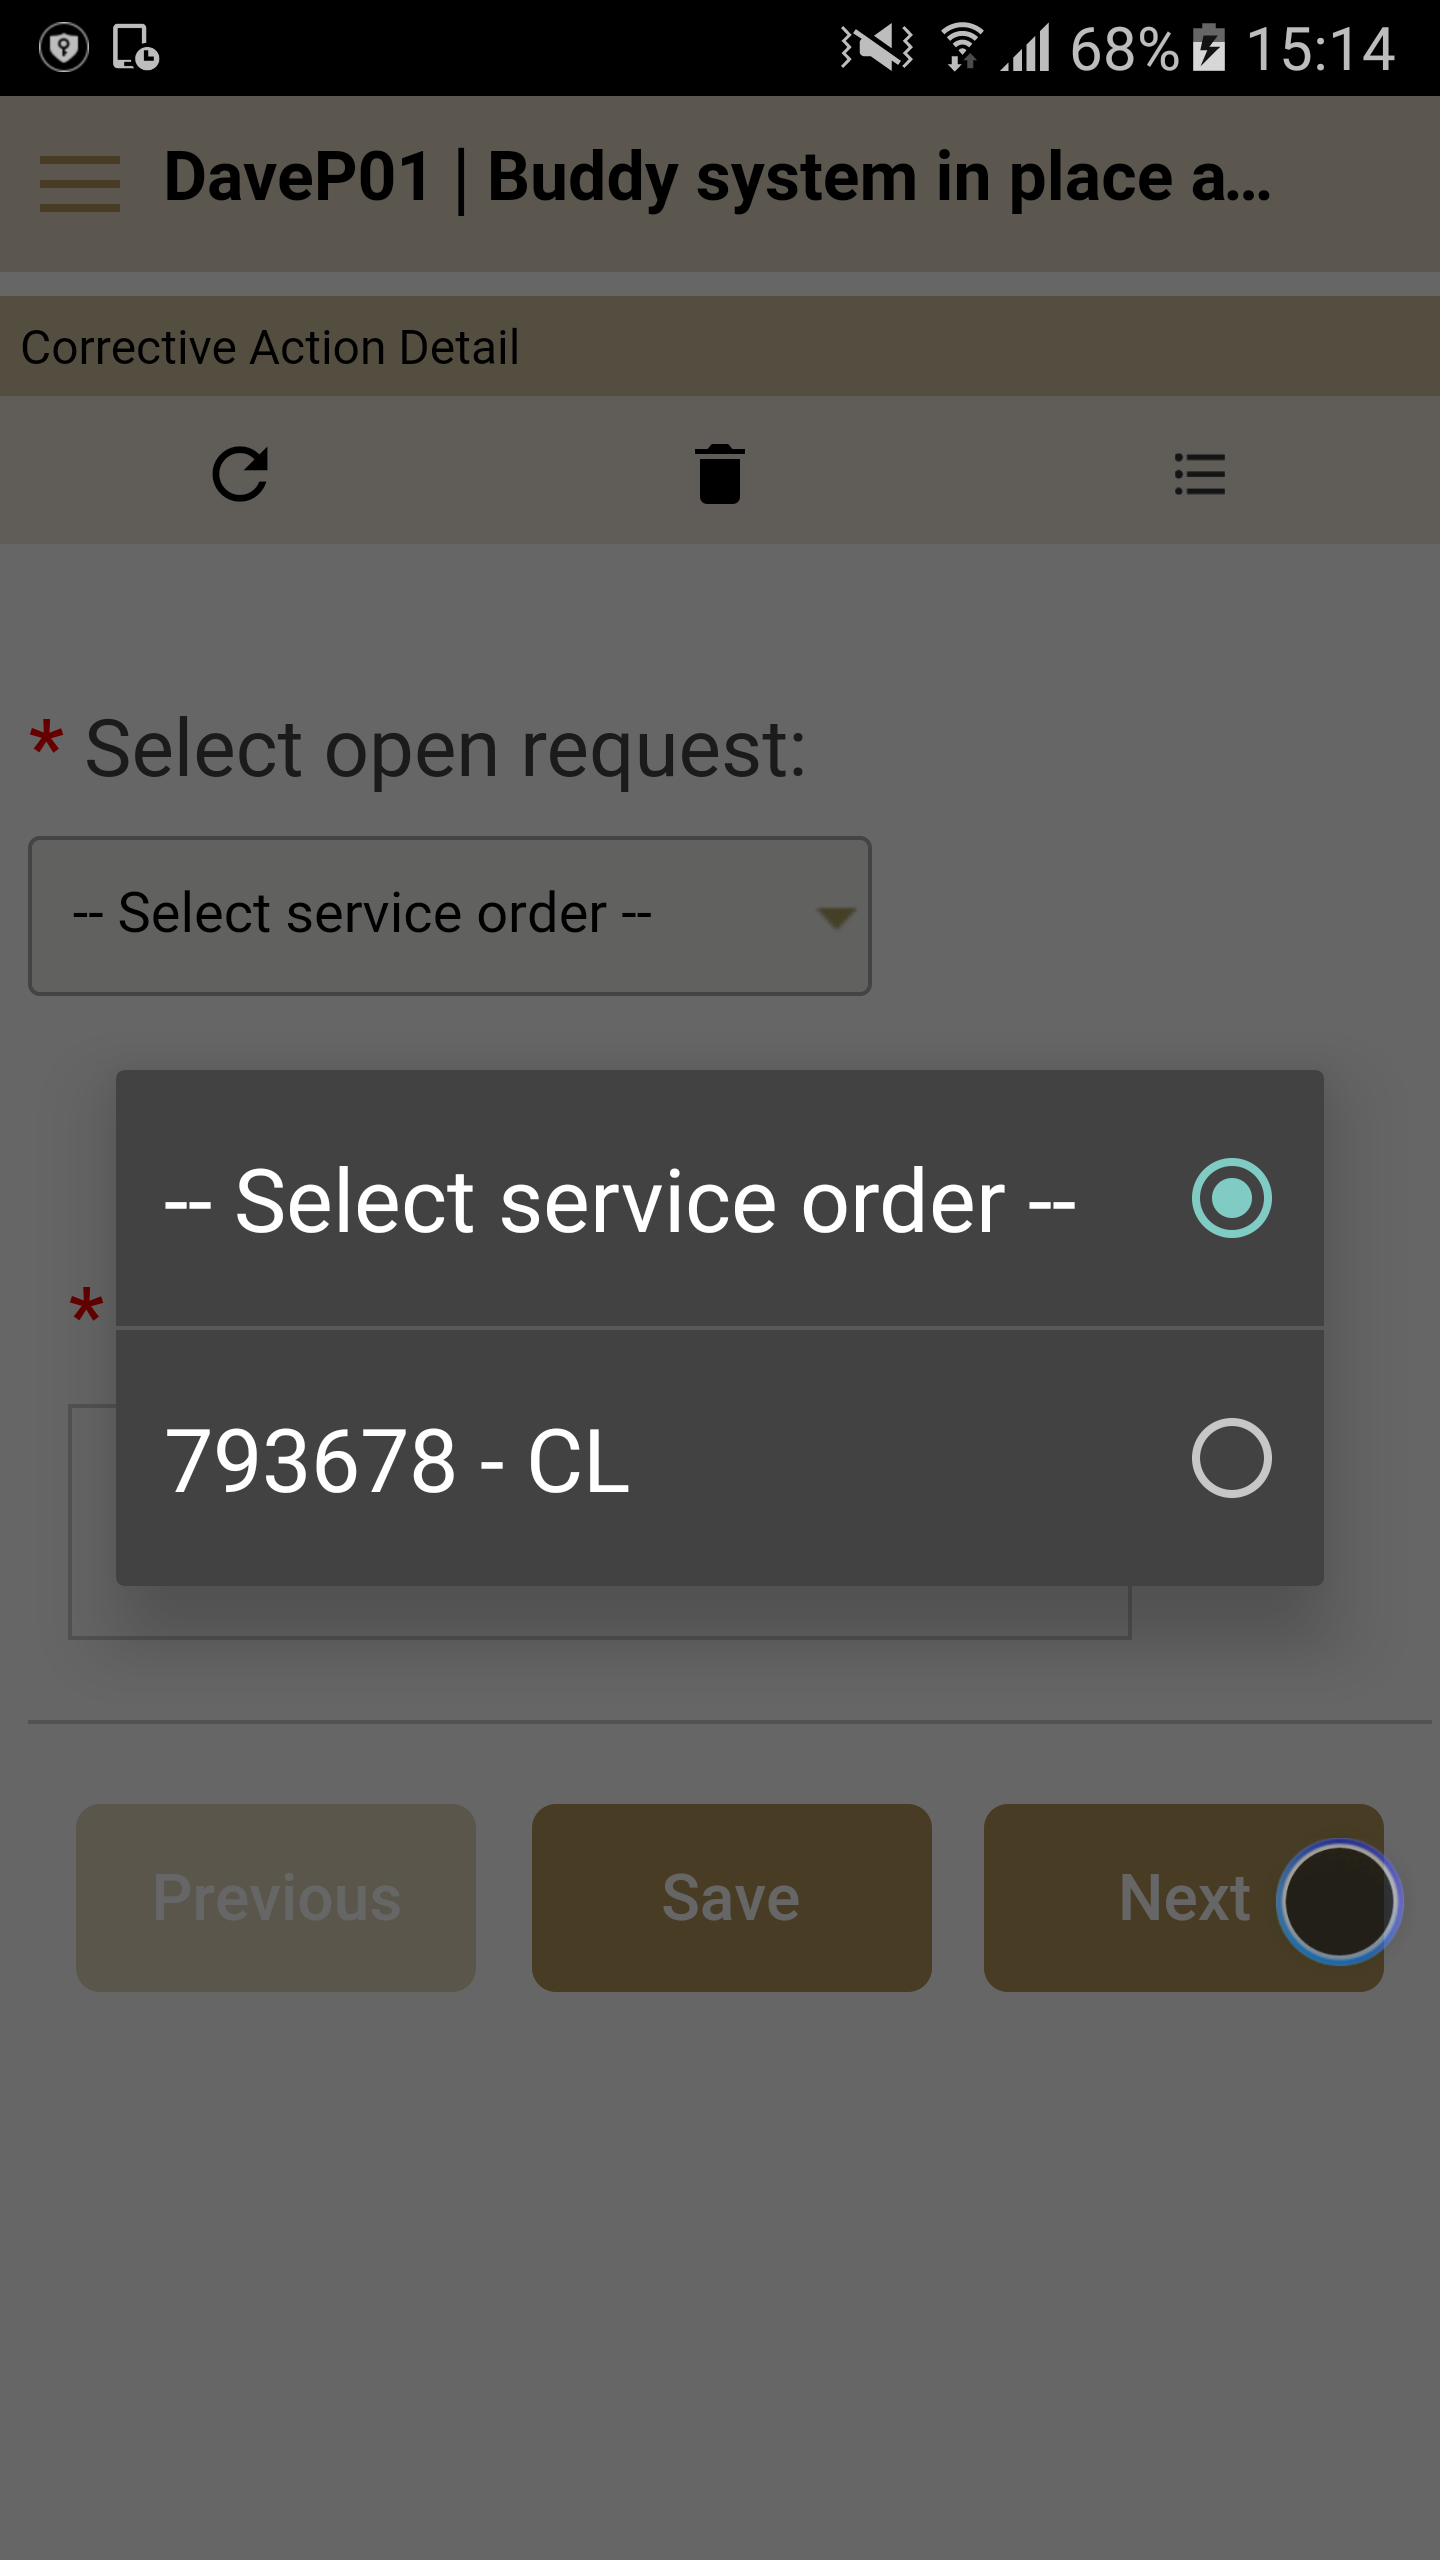 68% 15:14
DaveP01 | Buddy system in place a...
Corrective Action Detail
* Select open request:
-- Select service order --
-- Select service order --
*
793678 - CL
Previous Save Next